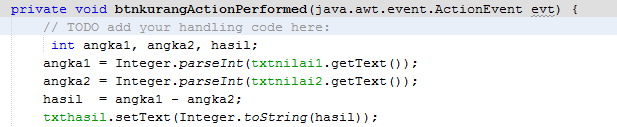 private void btnkurangActionPerformed(java.awt.event.ActionEvent evt) {
// TODO add your handling code here:
int angka1, angka2, hasil;
angka1 = Integer.parseInt(txtnilai1.getText());
angka2 = Integer.parseInt(txtnilai2.getText());
hasil  = angka1 - angka2;
txthasil.setText(Integer.toString(hasil));